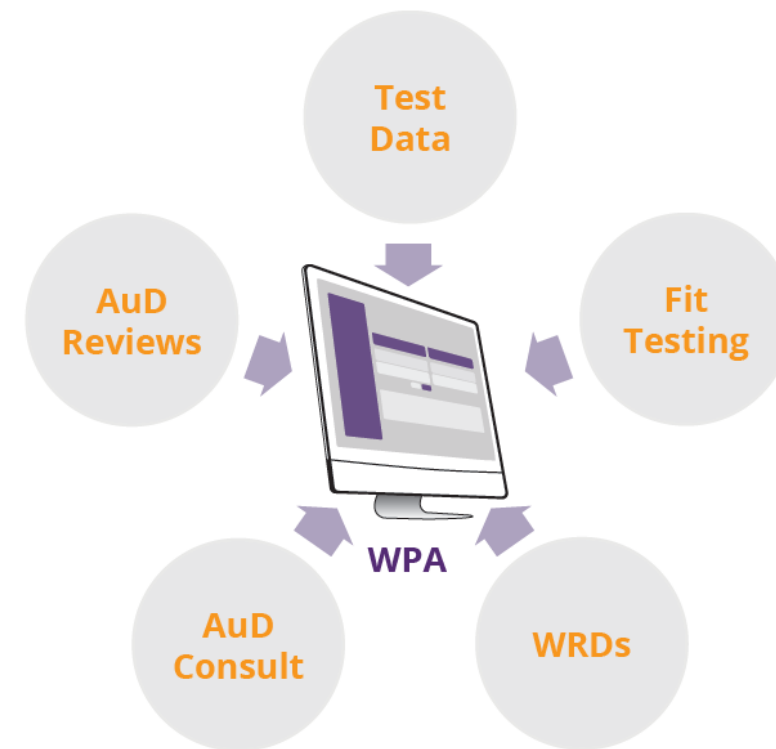 Test
Data
AuD
Reviews
Fit
Testing
WPA
AuD
Consult
WRDs